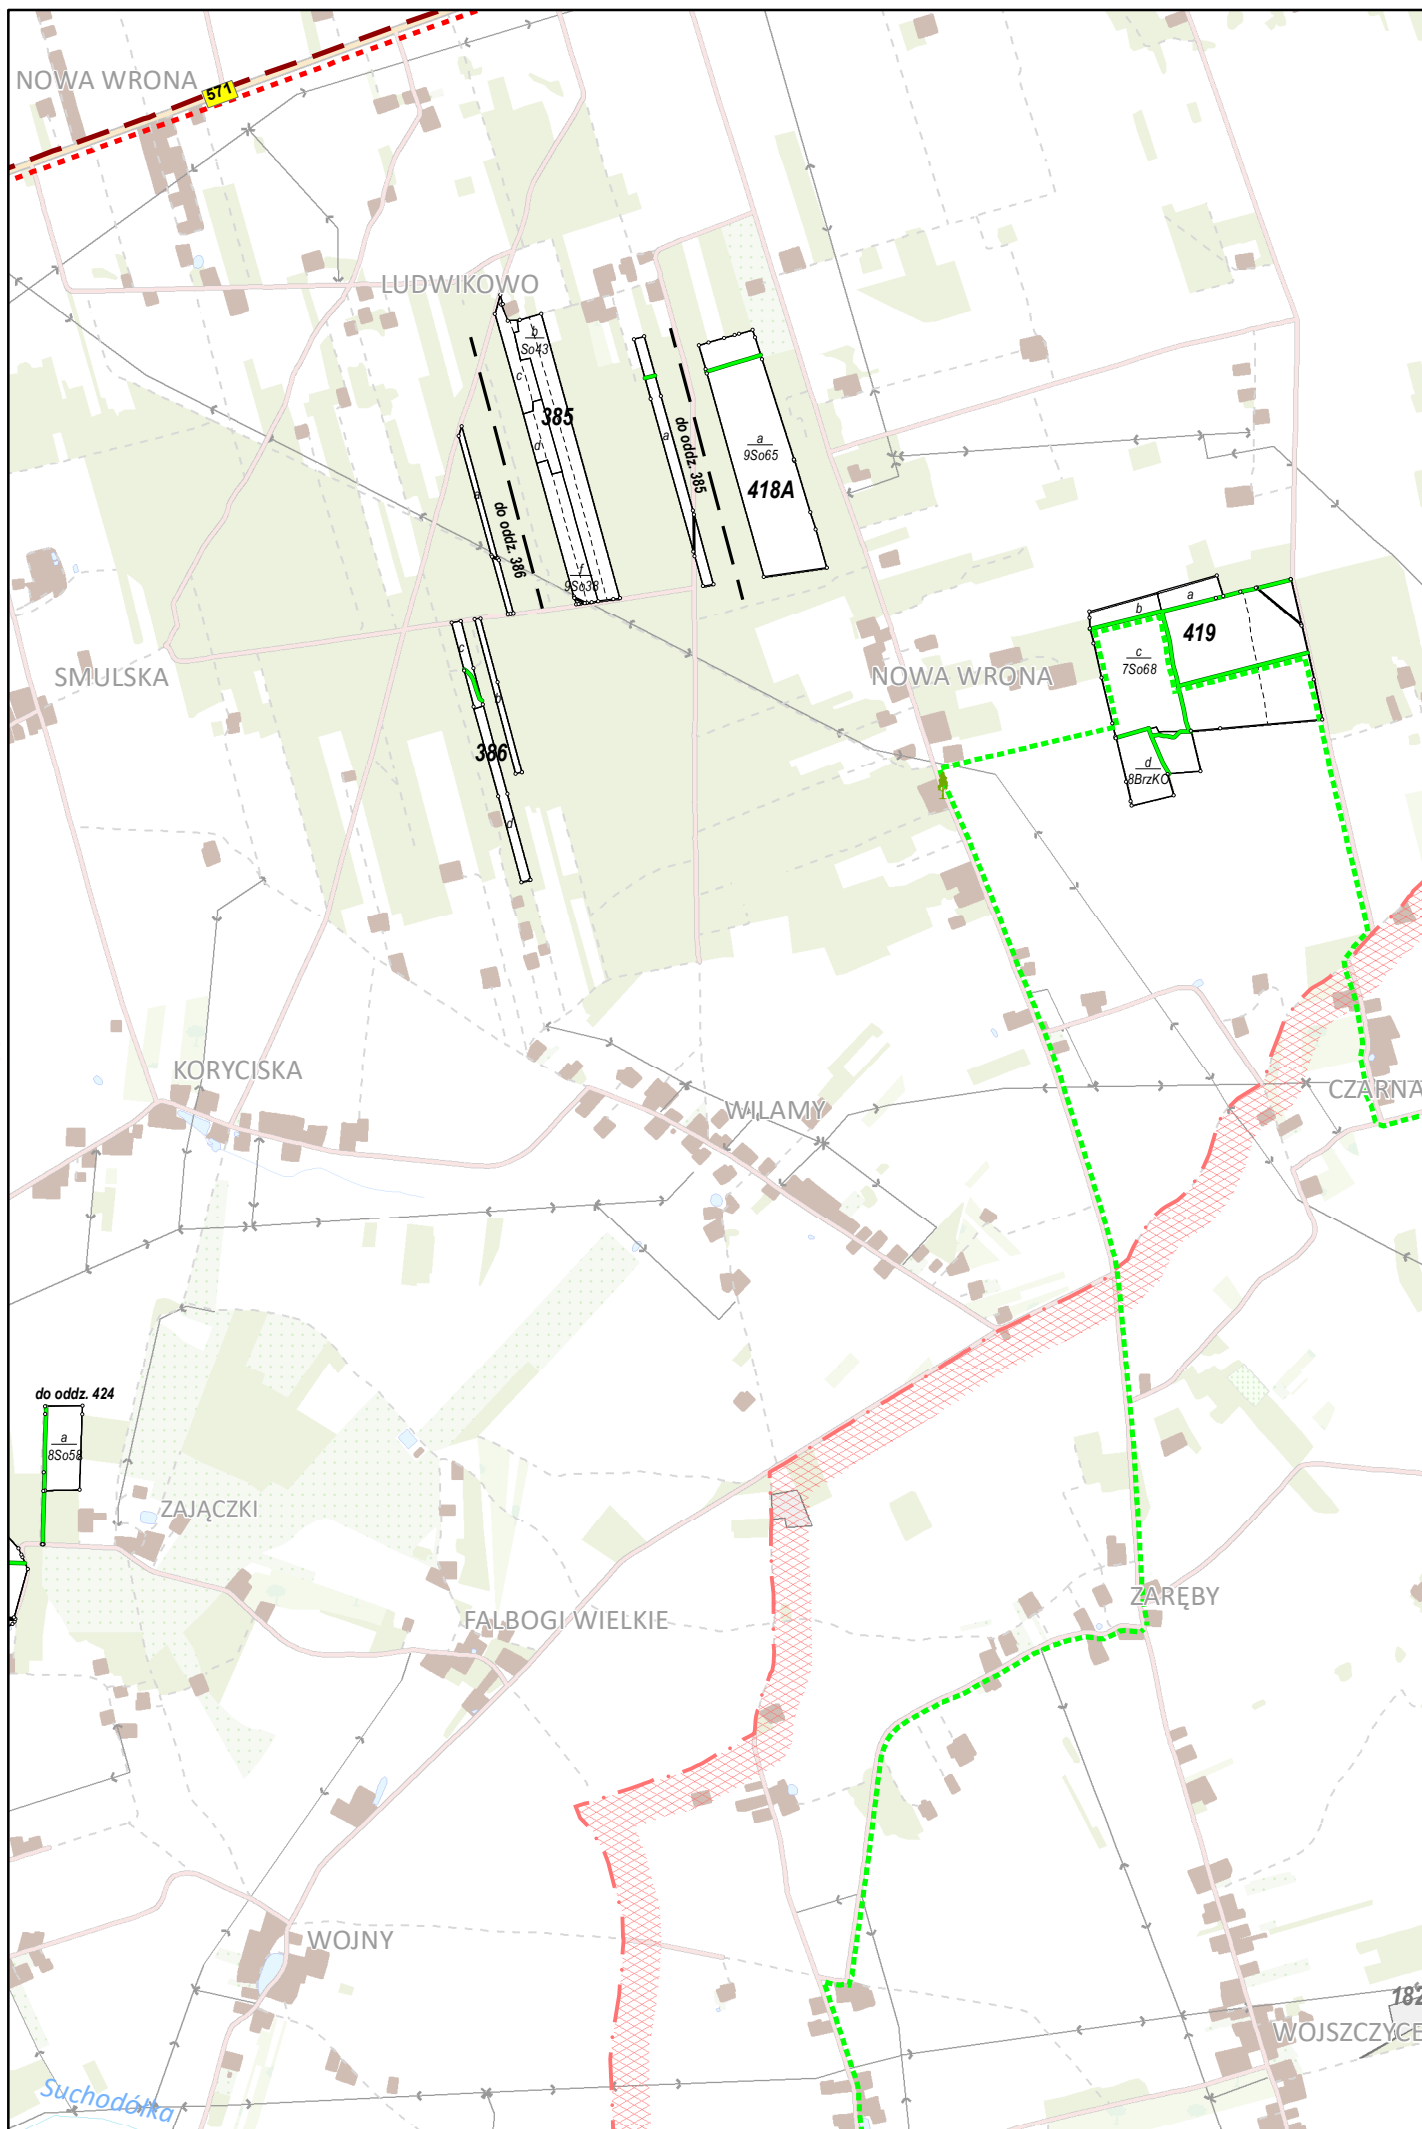 NOWA WRONA
571
LUDWIKOWO
b
So43
c
385
d
a
do oddz. 386
f
9So38
a
do oddz. 385
a
9So65
418A
a
b
419
c
7So68
NOWA WRONA
SMULSKA
c
b
386
d
d
8BrzKO
KORYCISKA
WILAMY
CZARNA
do oddz. 424
a
8So58
ZAJĄCZKI
ZARĘBY
FALBOGI WIELKIE
WOJNY
182
WOJSZCZYCE
Suchodółka